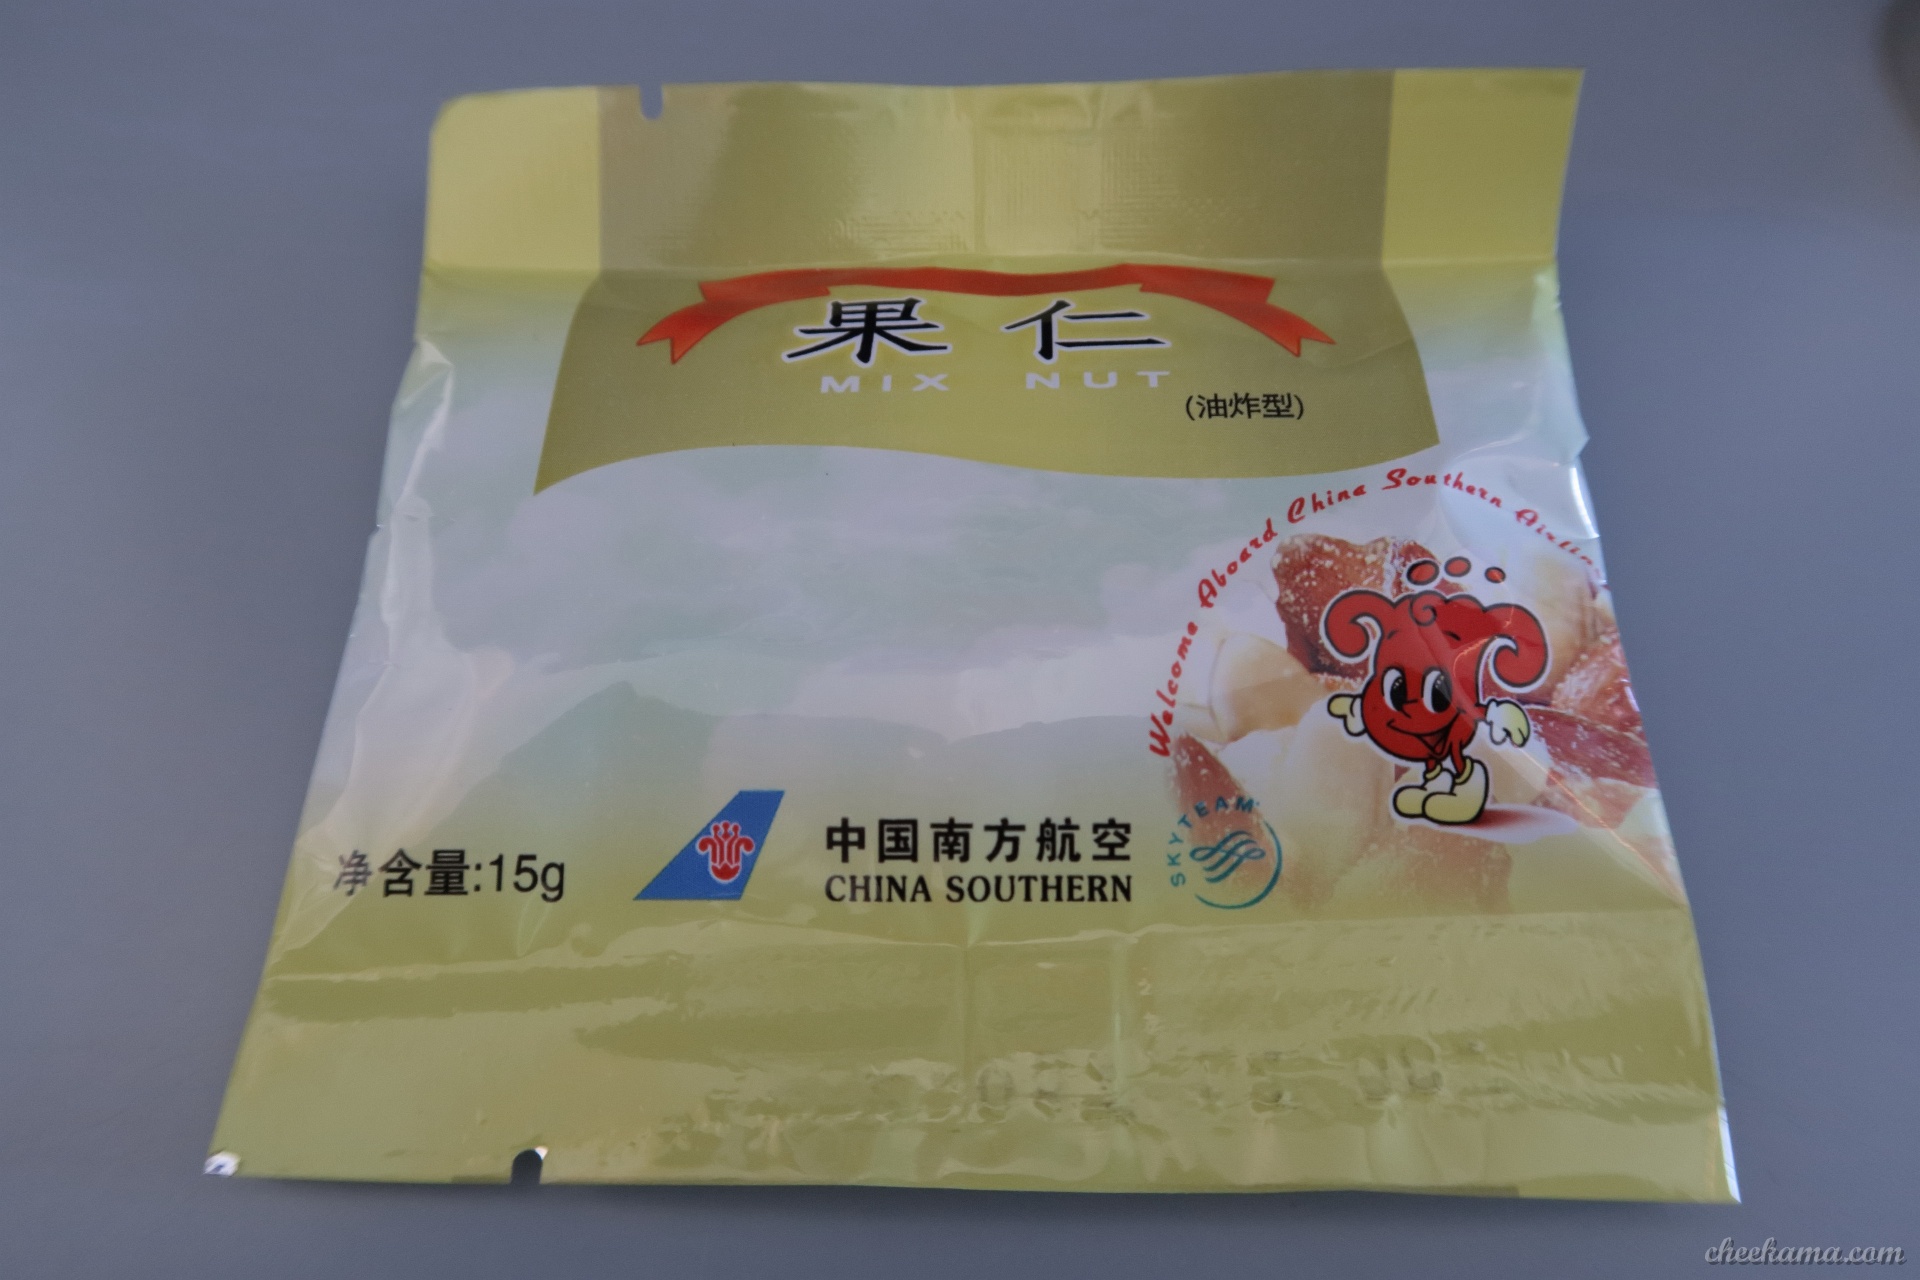 果仁
MIX NUT
(油炸型)
Welcome Aboard China Southern Airlines
净含量:15g
中国南方航空
CHINA SOUTHERN
SKYTEAM
cheekama.com